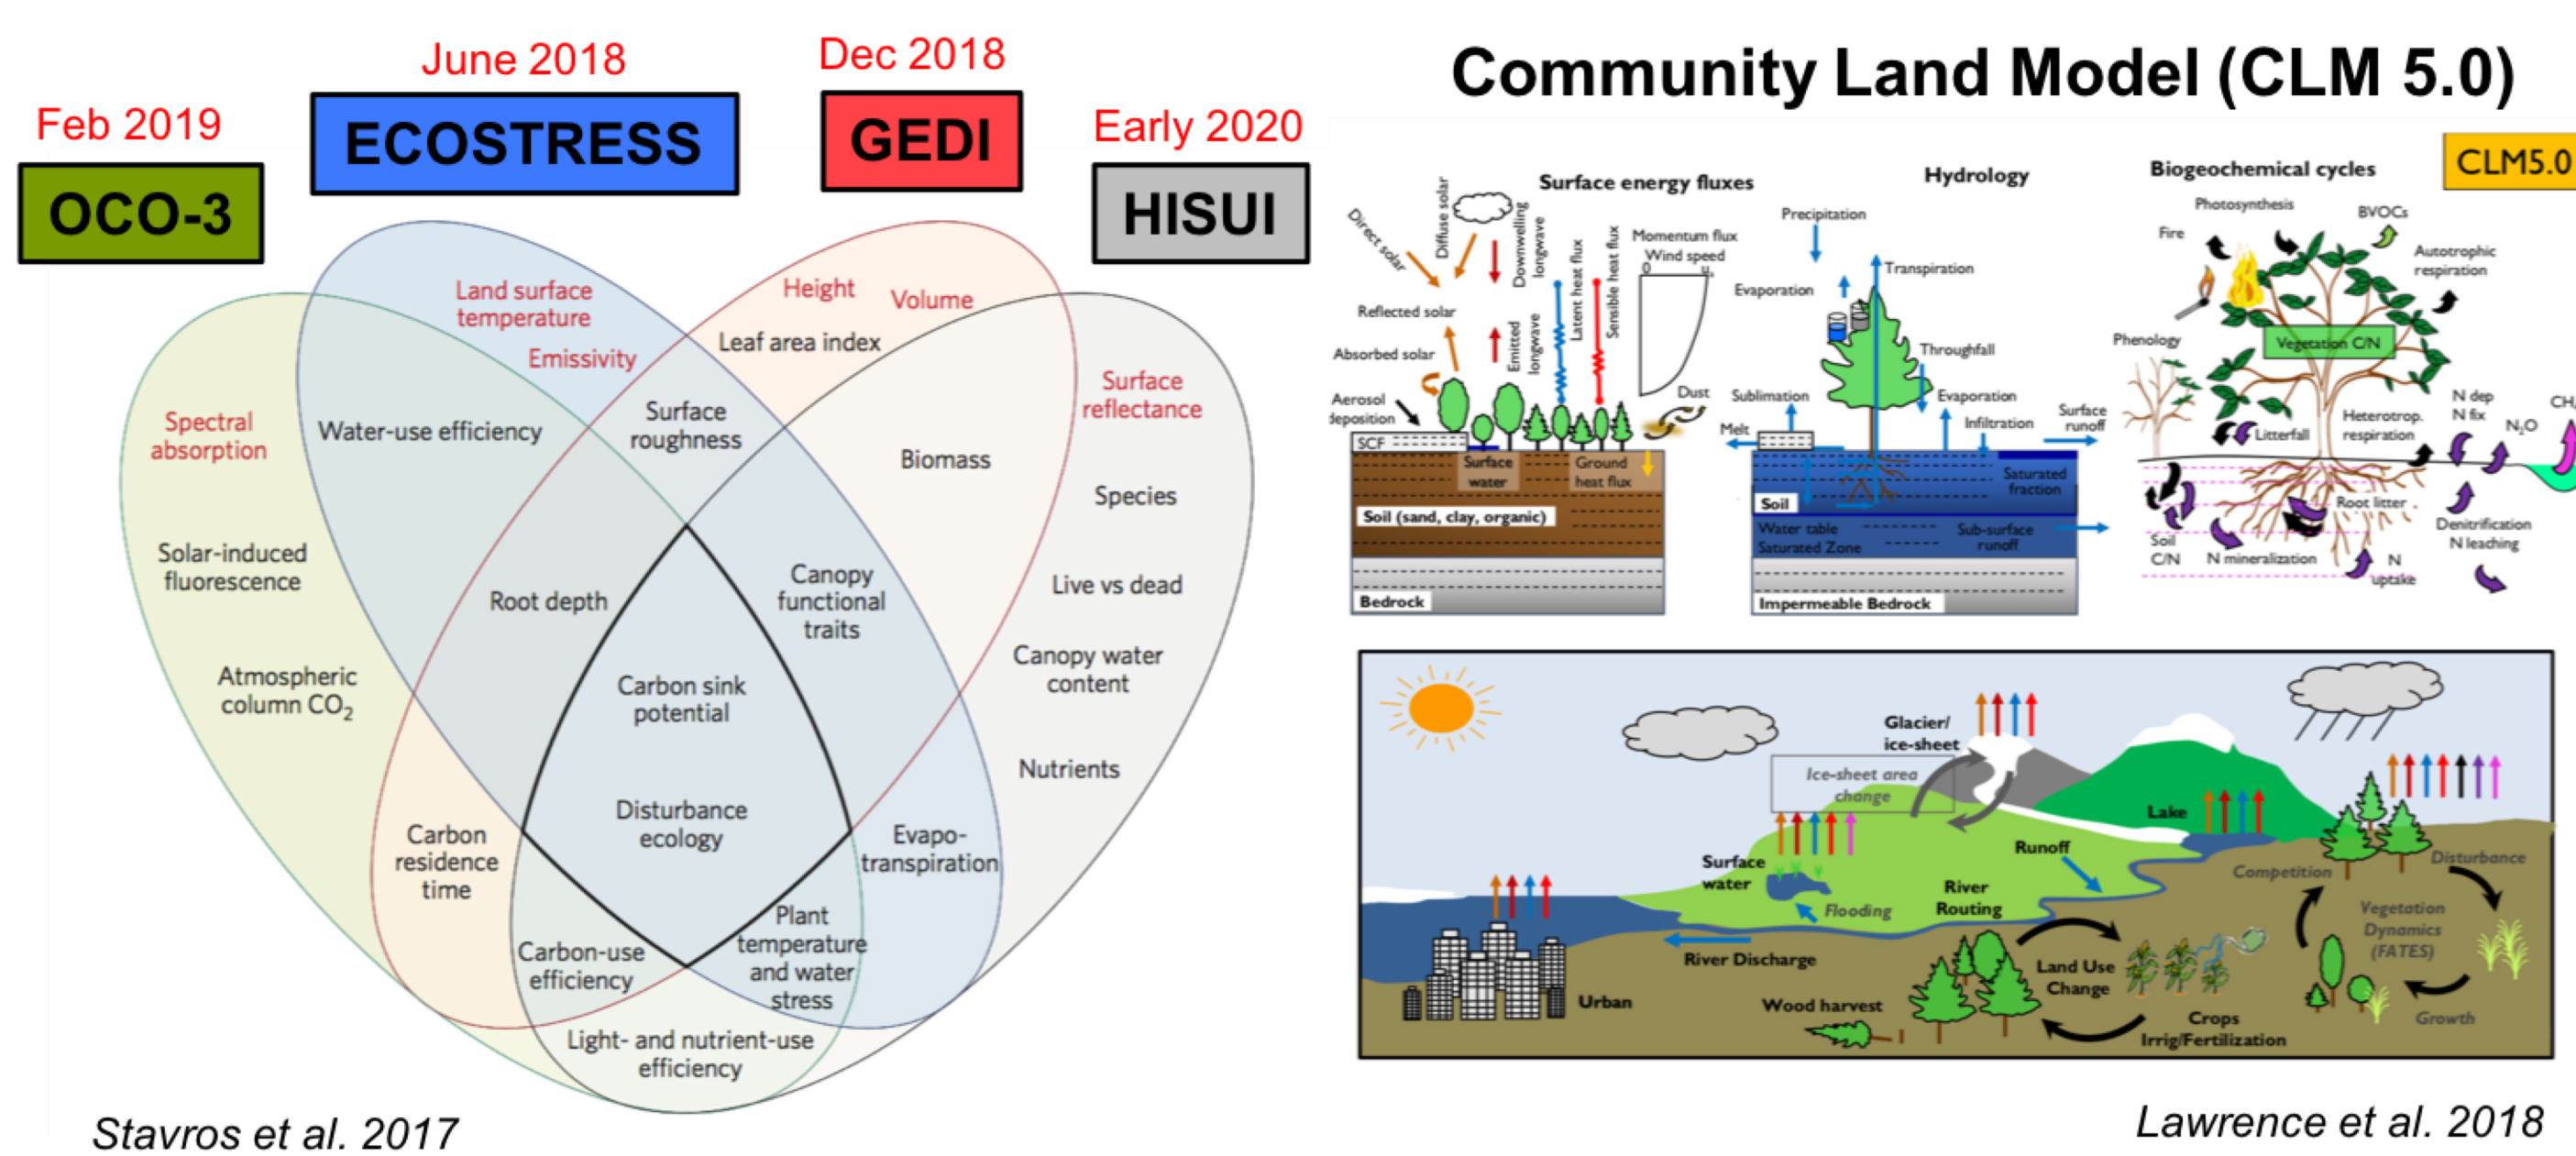 Feb 2019
OCO-3
June 2018
ECOSTRESS
Dec 2018
GEDI
Early 2020
HISUI
Land surface
temperature
Emissivity
Height
Volume
Leaf area index
Surface
reflectance
Spectral
absorption
Water-use efficiency
Surface
roughness
Biomass
Species
Solar-induced
fluorescence
Root depth
Canopy
functional
traits
Live vs dead
Atmospheric
column CO₂
Carbon sink
potential
Canopy water
content
Nutrients
Carbon
residence
time
Disturbance
ecology
Evapo-
transpiration
Carbon-use
efficiency
Plant
temperature
and water
stress
Light- and nutrient-use
efficiency
Stavros et al. 2017
Community Land Model (CLM 5.0)
CLM5.0
Surface energy fluxes
Direct solar
Diffuse solar
Downwelling
longwave
Reflected solar
Absorbed solar
Emitted
longwave
Latent heat flux
Sensible heat flux
Momentum flux
Wind speed
0
Aerosol
deposition
Dust
SCF
Surface
water
Ground
heat flux
Soil (sand, clay, organic)
Bedrock
Hydrology
Precipitation
Transpiration
Evaporation
Throughfall
Sublimation
Evaporation
Melt
Infiltration
Surface
runoff
Saturated
fraction
Soil
Water table
Saturated Zone
Sub-surface
runoff
Impermeable Bedrock
Biogeochemical cycles
Photosynthesis
BVOCs
Fire
Autotrophic
respiration
Phenology
Vegetation C/N
N dep
N fix
CH₄
N₂O
Heterotrop.
respiration
Litterfall
Root litter
Denitrification
N leaching
Soil
C/N
N mineralization
N
uptake
Glacier/
ice-sheet
Ice-sheet area
change
Lake
Surface
water
Runoff
Flooding
River
Routing
Competition
Disturbance
Vegetation
Dynamics
(FATES)
River Discharge
Land Use
Change
Urban
Wood harvest
Crops
Irrig/Fertilization
Growth
Lawrence et al. 2018